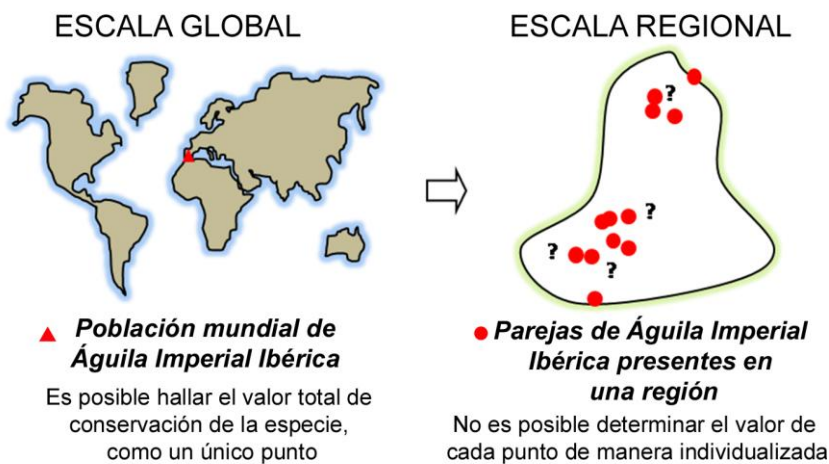 ESCALA GLOBAL
Población mundial de
Águila Imperial Ibérica
Es posible hallar el valor total de
conservación de la especie,
como un único punto
ESCALA REGIONAL
?
?
?
?
Parejas de Águila Imperial
Ibérica presentes en
una región
No es posible determinar el valor de
cada punto de manera individualizada